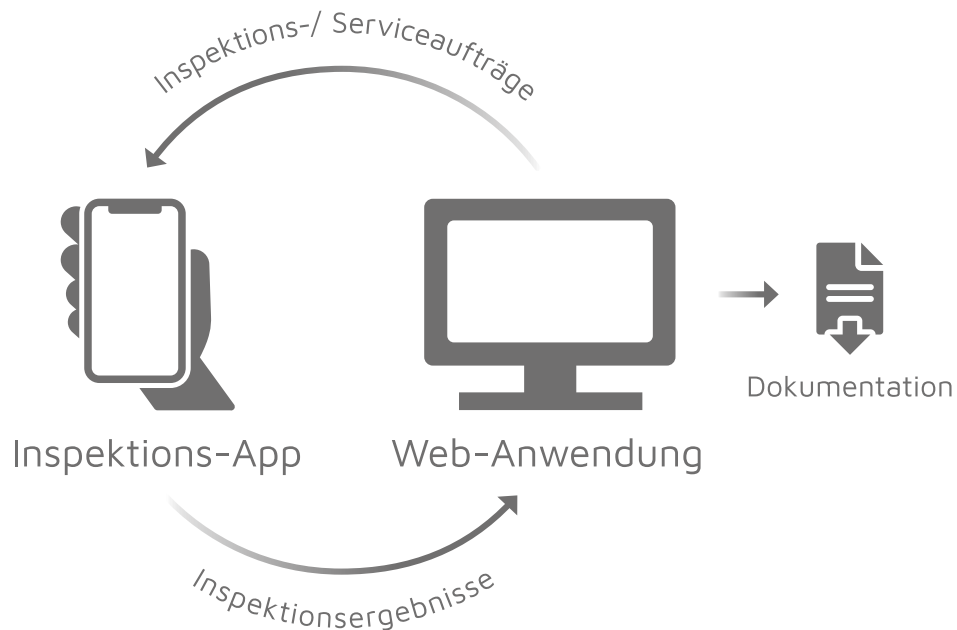 Inspektions-/ Serviceaufträge
Dokumentation
Inspektions-App
Web-Anwendung
Inspektionsergebnisse